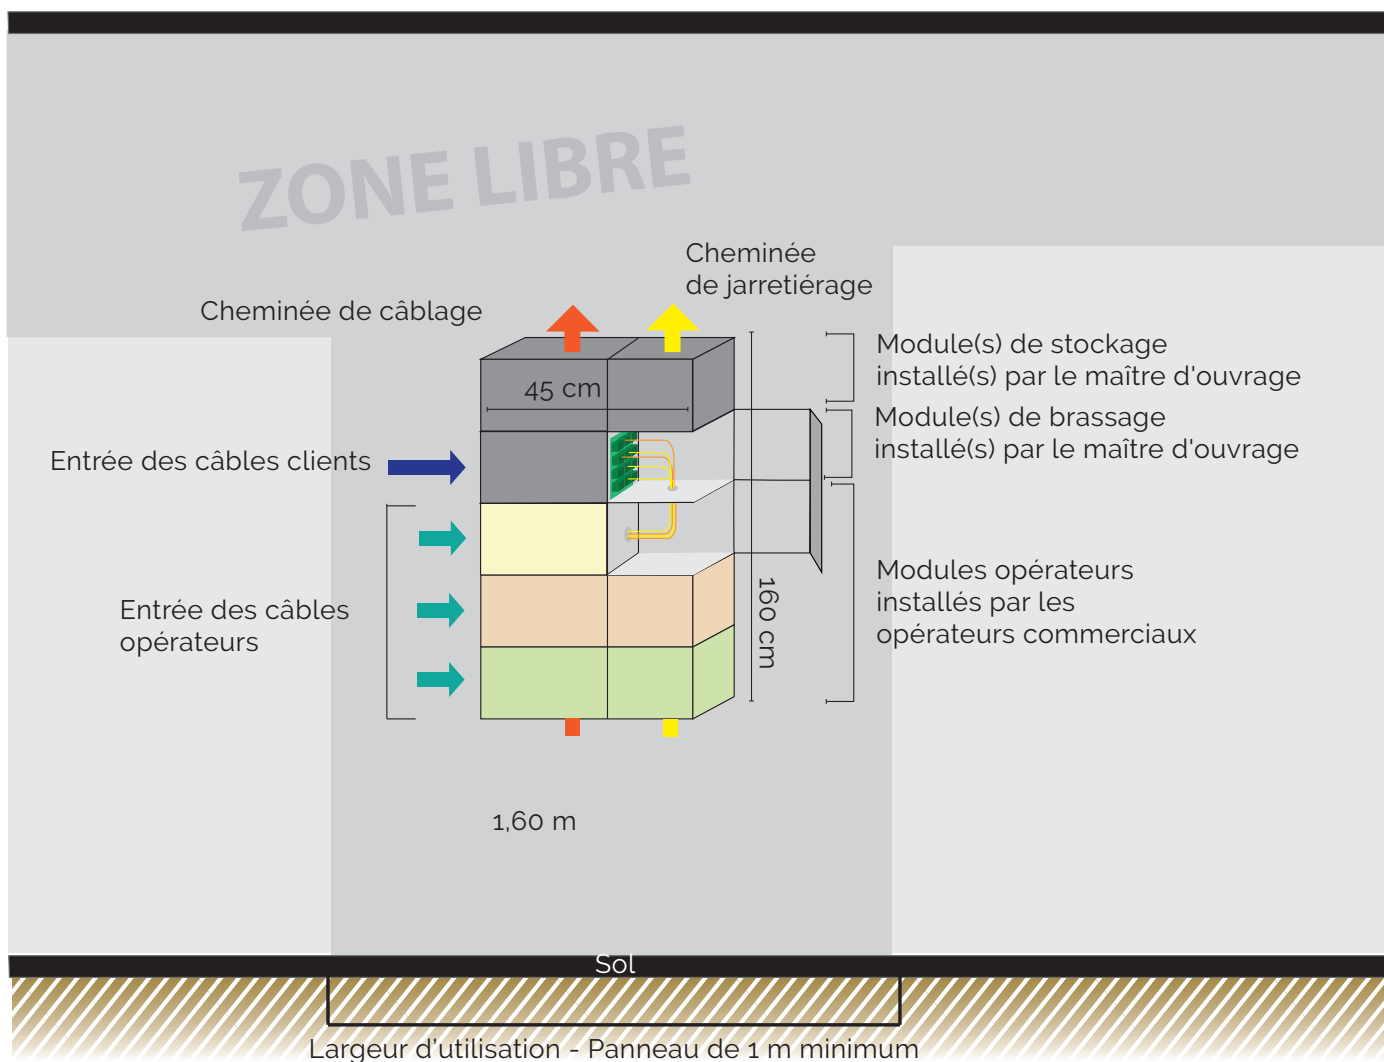 ZONE LIBRE
Cheminée
de jarretiérage
Cheminée de câblage
Module(s) de stockage
installé(s) par le maître d'ouvrage
45 cm
Module(s) de brassage
installé(s) par le maître d'ouvrage
Entrée des câbles clients
Entrée des câbles
opérateurs
160 cm
Modules opérateurs
installés par les
opérateurs commerciaux
1,60 m
Sol
Largeur d'utilisation - Panneau de 1 m minimum